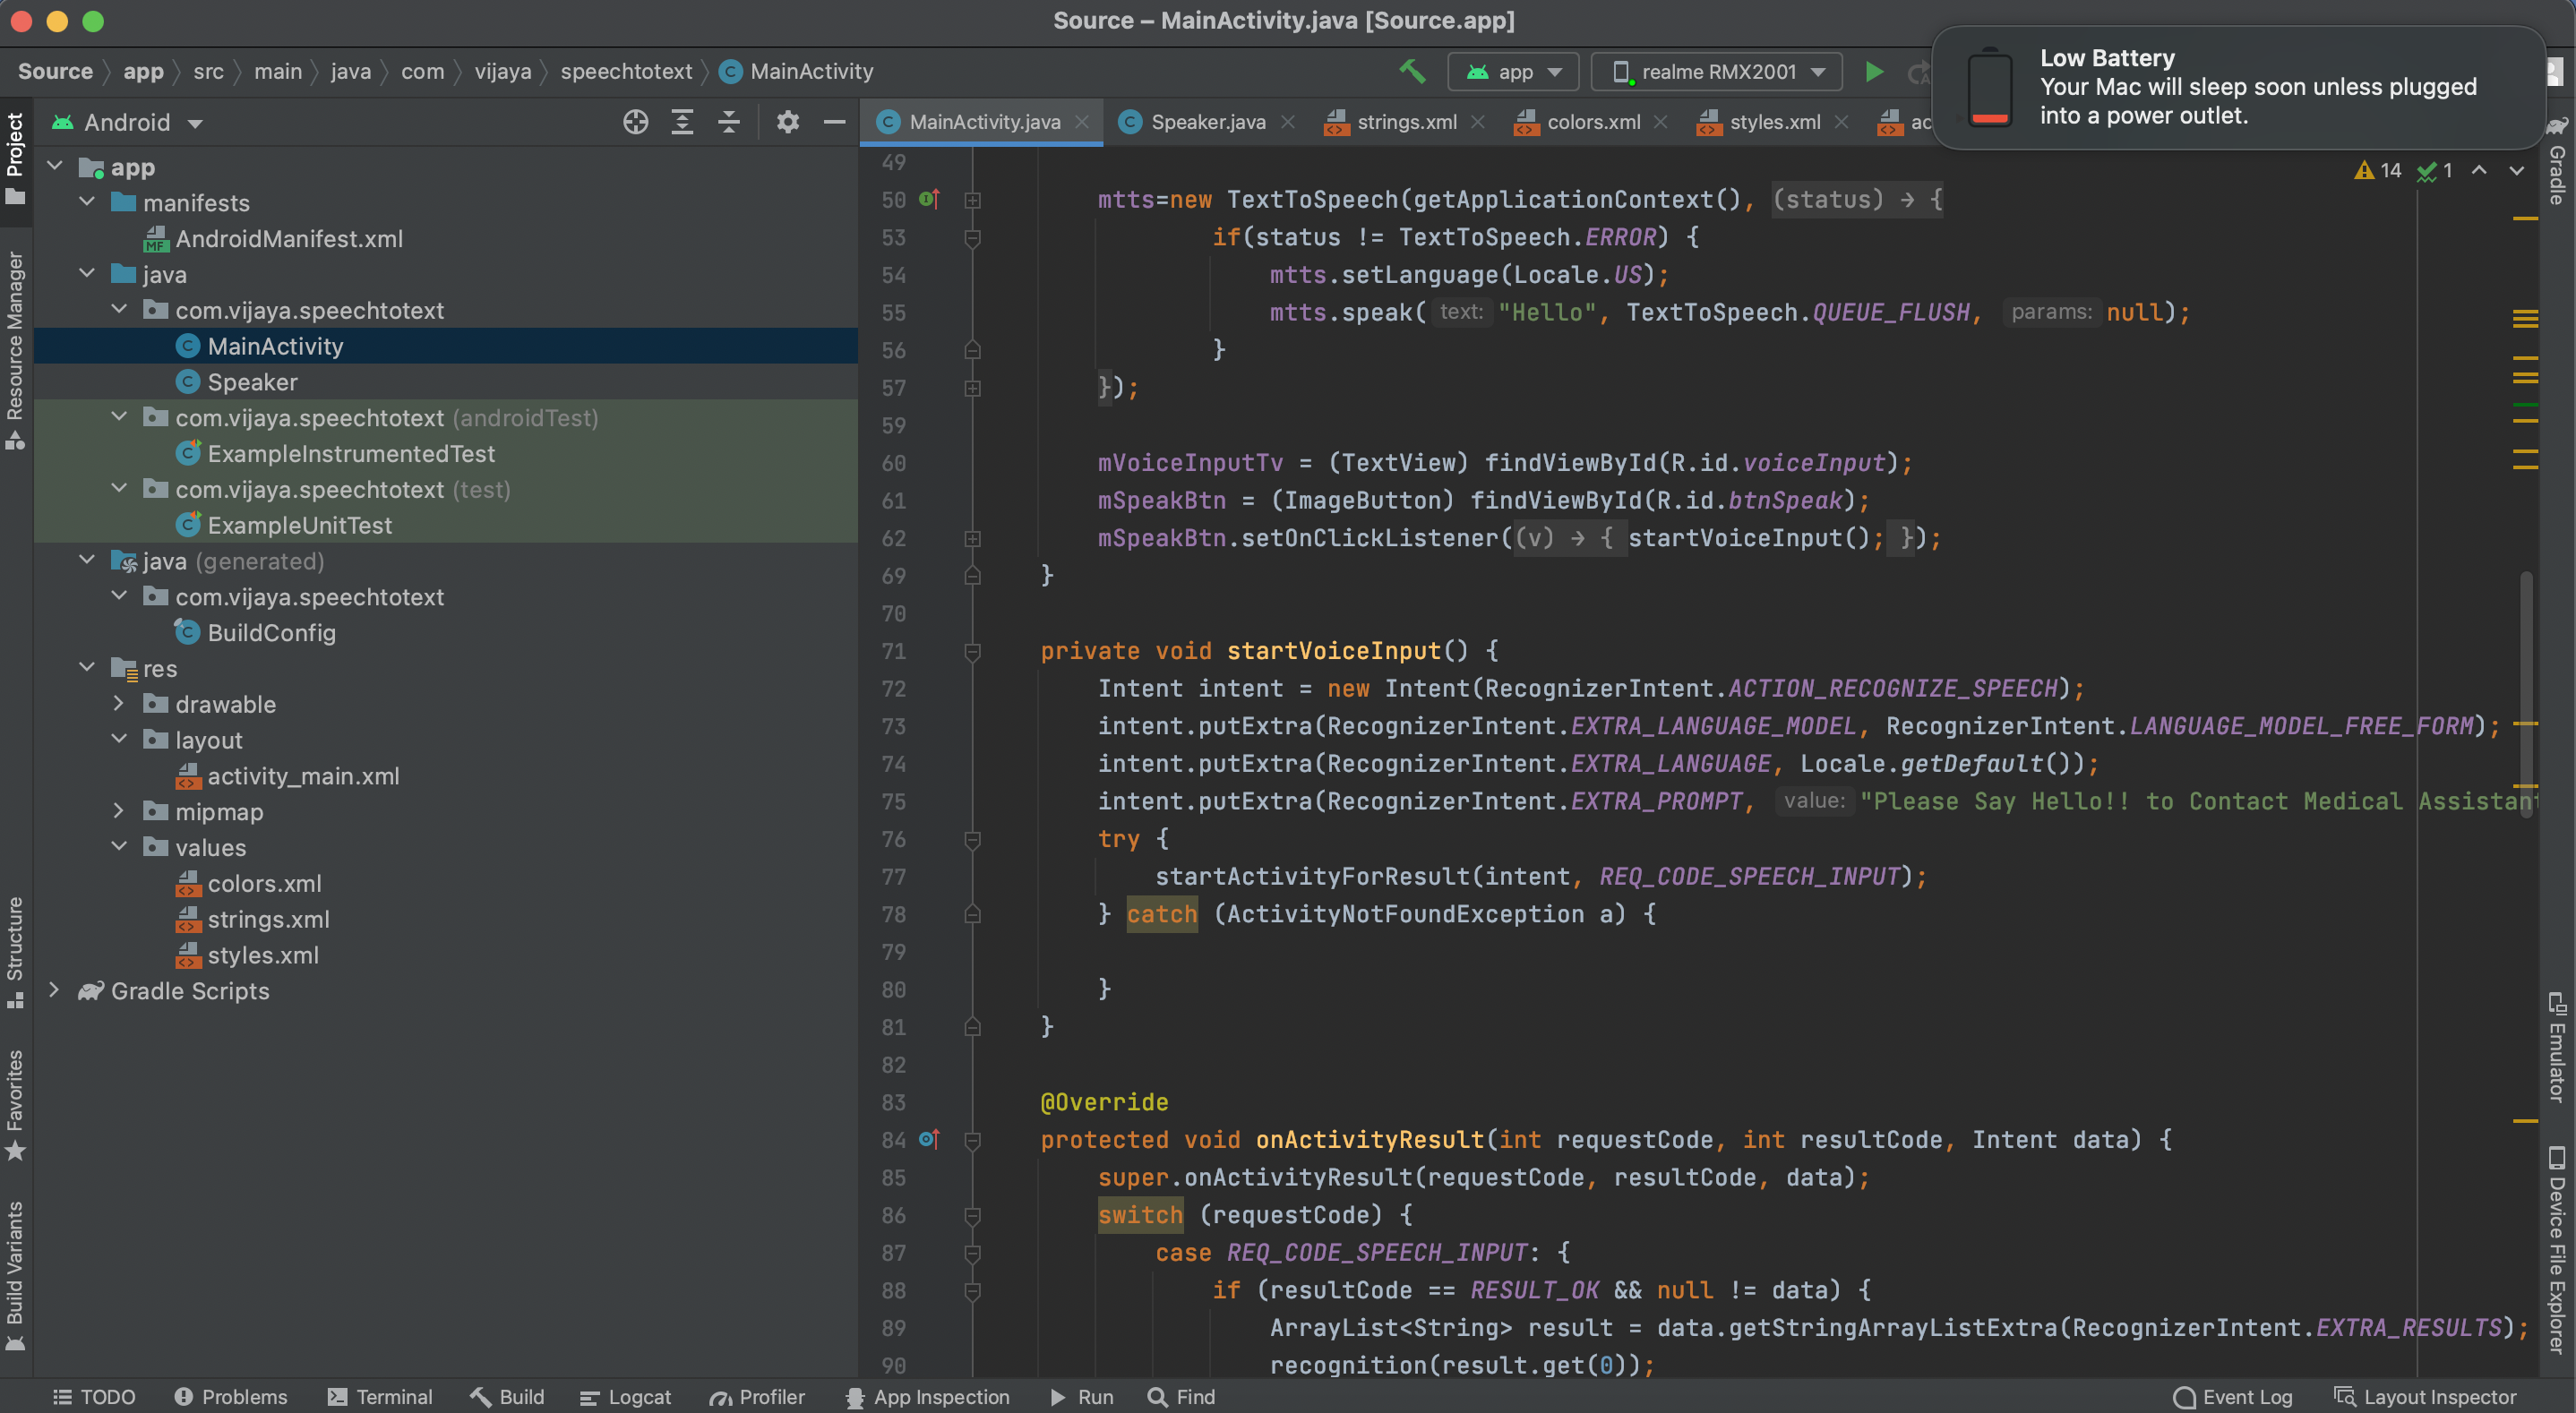 Source – MainActivity.java [Source.app]
Low Battery
Your Mac will sleep soon unless plugged
into a power outlet.
Source app src main java com vijaya speechtotext MainActivity
app realme RMX2001
Android
MainActivity.java Speaker.java strings.xml colors.xml styles.xml ac
Project
Resource Manager
Structure
Favorites
Build Variants
app
manifests
AndroidManifest.xml
java
com.vijaya.speechtotext
MainActivity
Speaker
com.vijaya.speechtotext (androidTest)
ExampleInstrumentedTest
com.vijaya.speechtotext (test)
ExampleUnitTest
java (generated)
com.vijaya.speechtotext
BuildConfig
res
drawable
layout
activity_main.xml
mipmap
values
colors.xml
strings.xml
styles.xml
Gradle Scripts
14 1
49
50 mtts=new TextToSpeech(getApplicationContext(), (status) → {
53 if(status != TextToSpeech.ERROR) {
54 mtts.setLanguage(Locale.US);
55 mtts.speak( text: "Hello", TextToSpeech.QUEUE_FLUSH, params: null);
56 }
57 });
59
60 mVoiceInputTv = (TextView) findViewById(R.id.voiceInput);
61 mSpeakBtn = (ImageButton) findViewById(R.id.btnSpeak);
62 mSpeakBtn.setOnClickListener((v) → { startVoiceInput(); });
69 }
70
71 private void startVoiceInput() {
72 Intent intent = new Intent(RecognizerIntent.ACTION_RECOGNIZE_SPEECH);
73 intent.putExtra(RecognizerIntent.EXTRA_LANGUAGE_MODEL, RecognizerIntent.LANGUAGE_MODEL_FREE_FORM);
74 intent.putExtra(RecognizerIntent.EXTRA_LANGUAGE, Locale.getDefault());
75 intent.putExtra(RecognizerIntent.EXTRA_PROMPT, value: "Please Say Hello!! to Contact Medical Assistant
76 try {
77 startActivityForResult(intent, REQ_CODE_SPEECH_INPUT);
78 } catch (ActivityNotFoundException a) {
79
80 }
81 }
82
83 @Override
84 protected void onActivityResult(int requestCode, int resultCode, Intent data) {
85 super.onActivityResult(requestCode, resultCode, data);
86 switch (requestCode) {
87 case REQ_CODE_SPEECH_INPUT: {
88 if (resultCode == RESULT_OK && null != data) {
89 ArrayList<String> result = data.getStringArrayListExtra(RecognizerIntent.EXTRA_RESULTS);
90 recognition(result.get(0));
Gradle
Emulator
Device File Explorer
TODO Problems Terminal Build Logcat Profiler App Inspection Run Find Event Log Layout Inspector